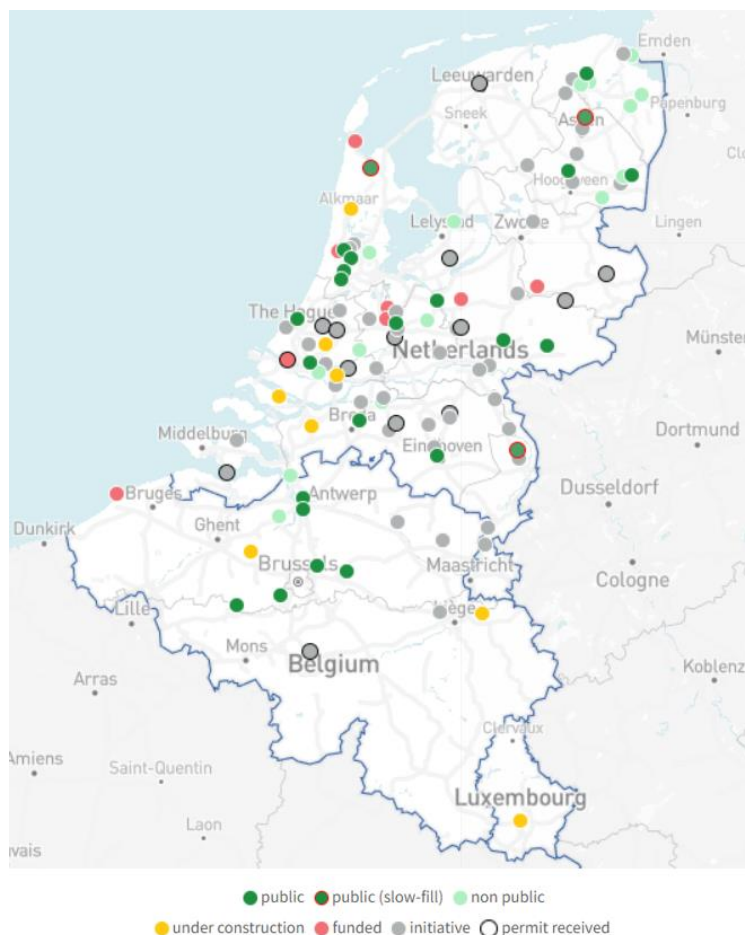 Emden
Leeuwarden
Sneek
Papenburg
Assen
Alkmaar
Hoogeveen
Lelystad
Zwolle
Lingen
The Hague
Netherlands
Münster
Breda
Middelburg
Eindhoven
Dortmund
Bruges
Antwerp
Dusseldorf
Dunkirk
Ghent
Brussels
Maastricht
Cologne
Lille
Liège
Mons
Belgium
Arras
Koblenz
Clervaux
Amiens
Saint-Quentin
Luxembourg
Laon
public public (slow-fill) non public
under construction funded initiative permit received